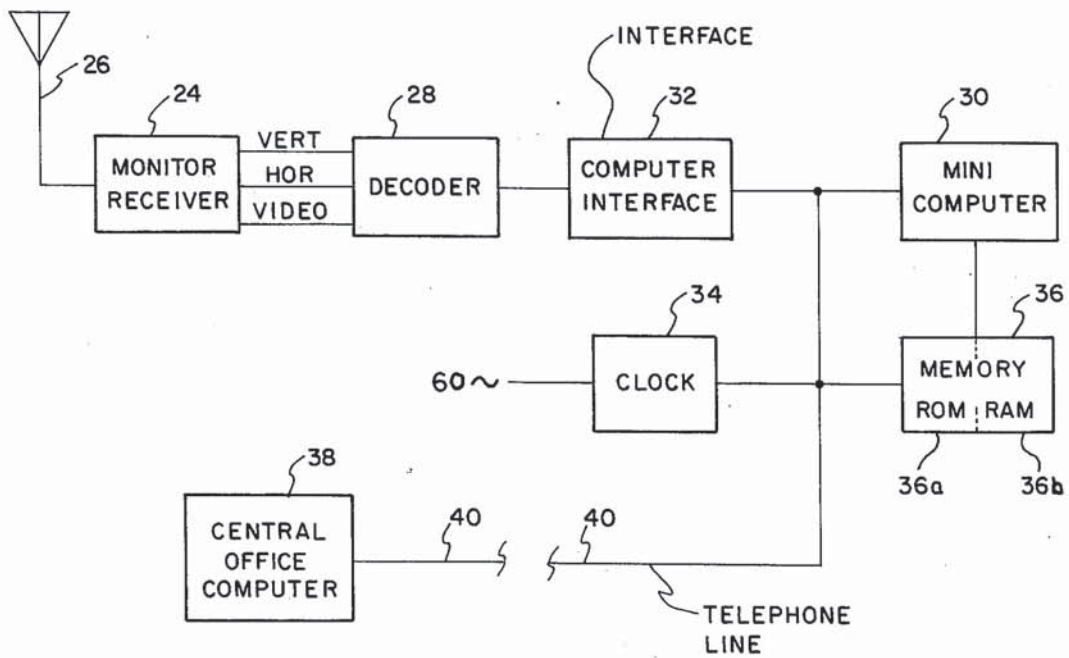 INTERFACE
26
24
28
32
30
VERT
HOR
VIDEO
MONITOR
RECEIVER
DECODER
COMPUTER
INTERFACE
MINI
COMPUTER
34
36
60~
CLOCK
MEMORY
ROM
RAM
36a
36b
38
40
40
CENTRAL
OFFICE
COMPUTER
TELEPHONE
LINE